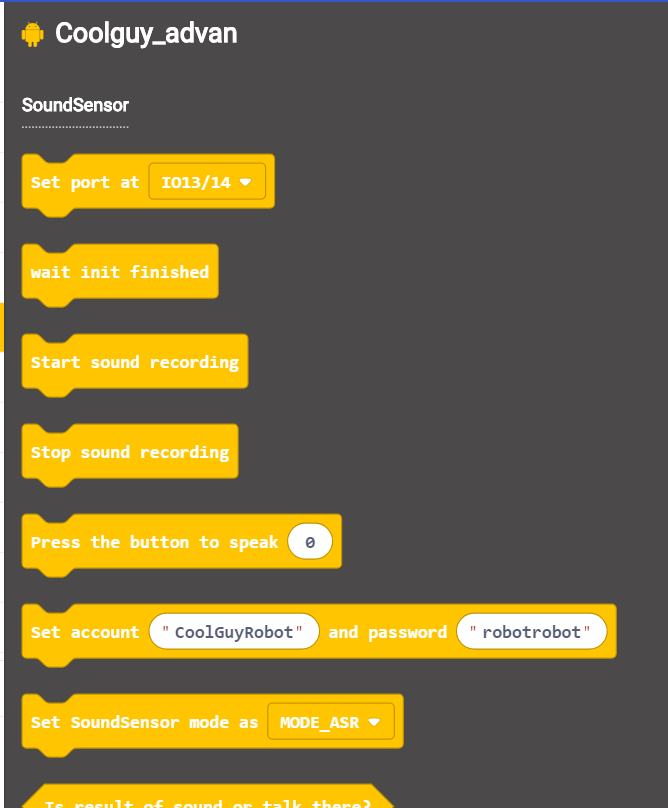 Coolguy_advan
SoundSensor
Set port at IO13/14
wait init finished
Start sound recording
Stop sound recording
Press the button to speak 0
Set account "CoolGuyRobot" and password "robotrobot"
Set SoundSensor mode as MODE_ASR
Is result of sound or talk there?